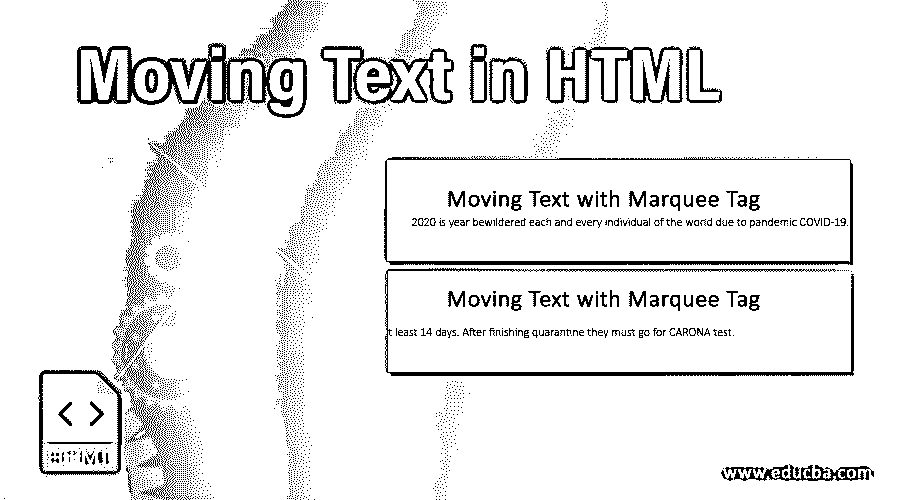 Moving Text in HTML
Moving Text with Marquee Tag
2020 is year bewildered each and every individual of the world due to pandemic COVID-19.
Moving Text with Marquee Tag
t least 14 days. After finishing quarantine they must go for CARONA test.
HTML
www.educba.com